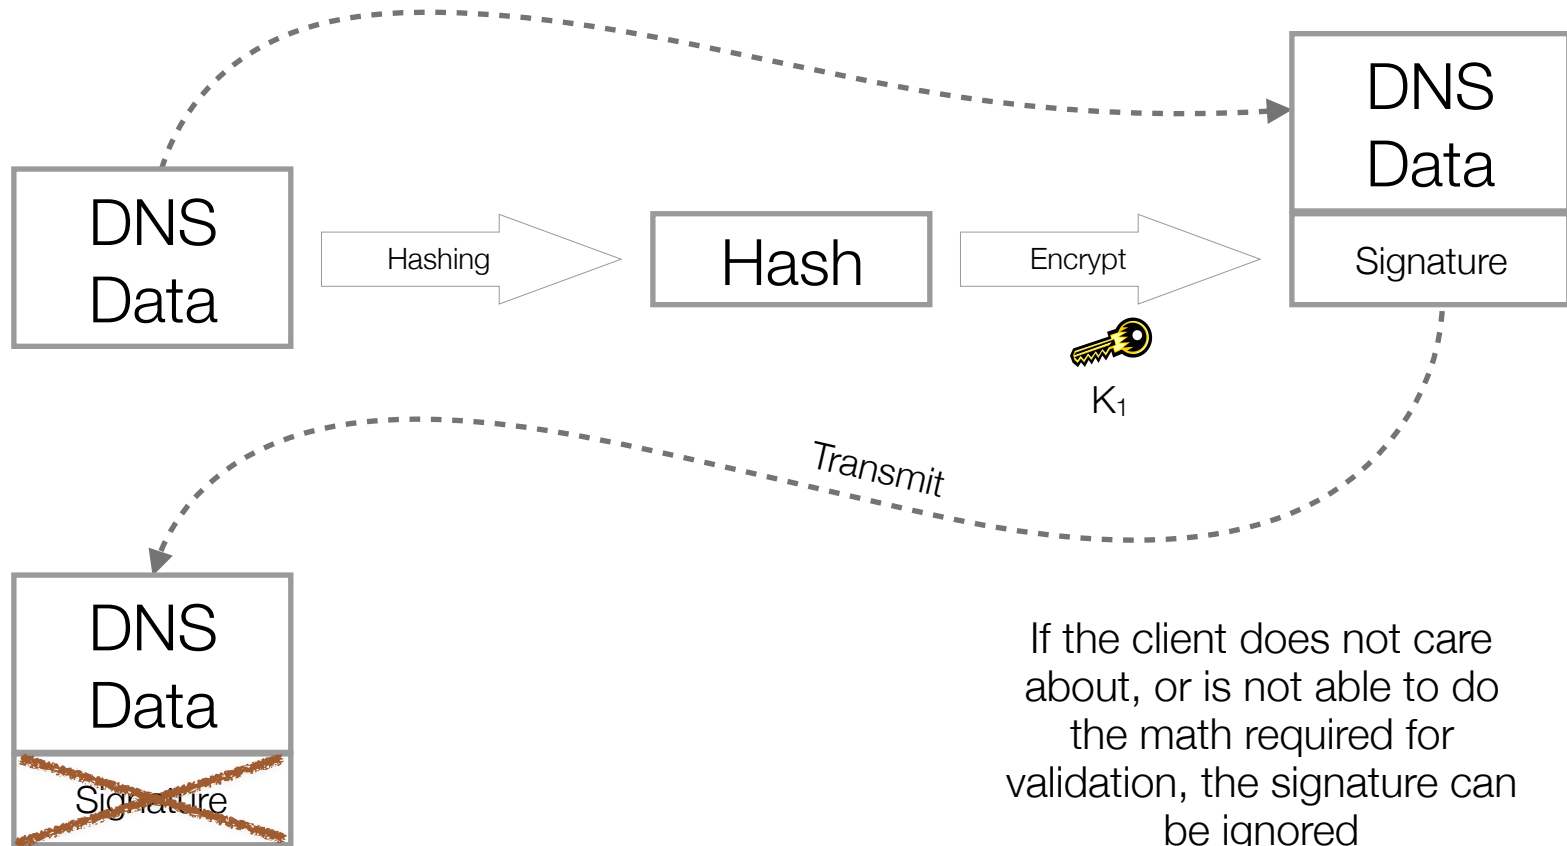 DNS
Data
Hashing
Hash
Encrypt
K₁
DNS
Data
Signature
Transmit
DNS
Data
Signature
If the client does not care
about, or is not able to do
the math required for
validation, the signature can
be ignored